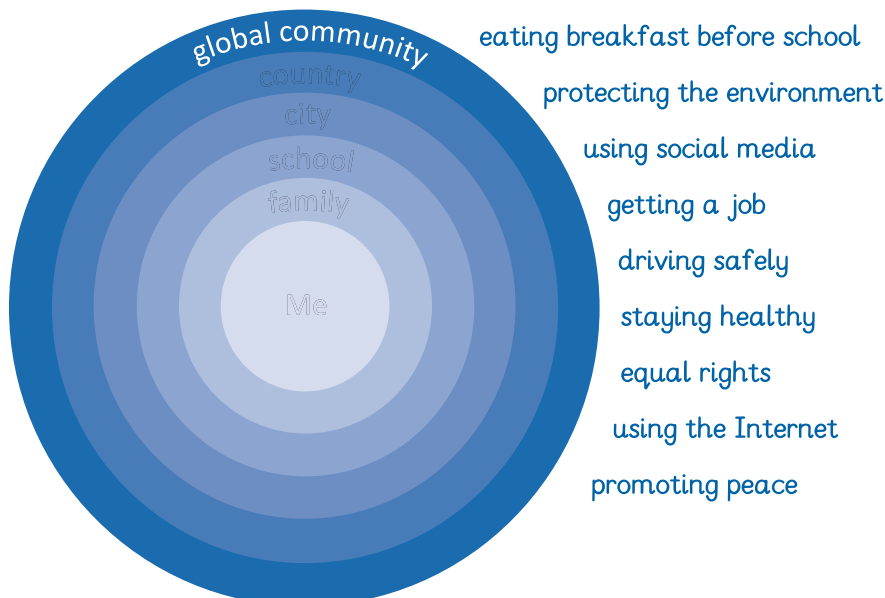 global community
country
city
school
family
Me
eating breakfast before school
protecting the environment
using social media
getting a job
driving safely
staying healthy
equal rights
using the Internet
promoting peace